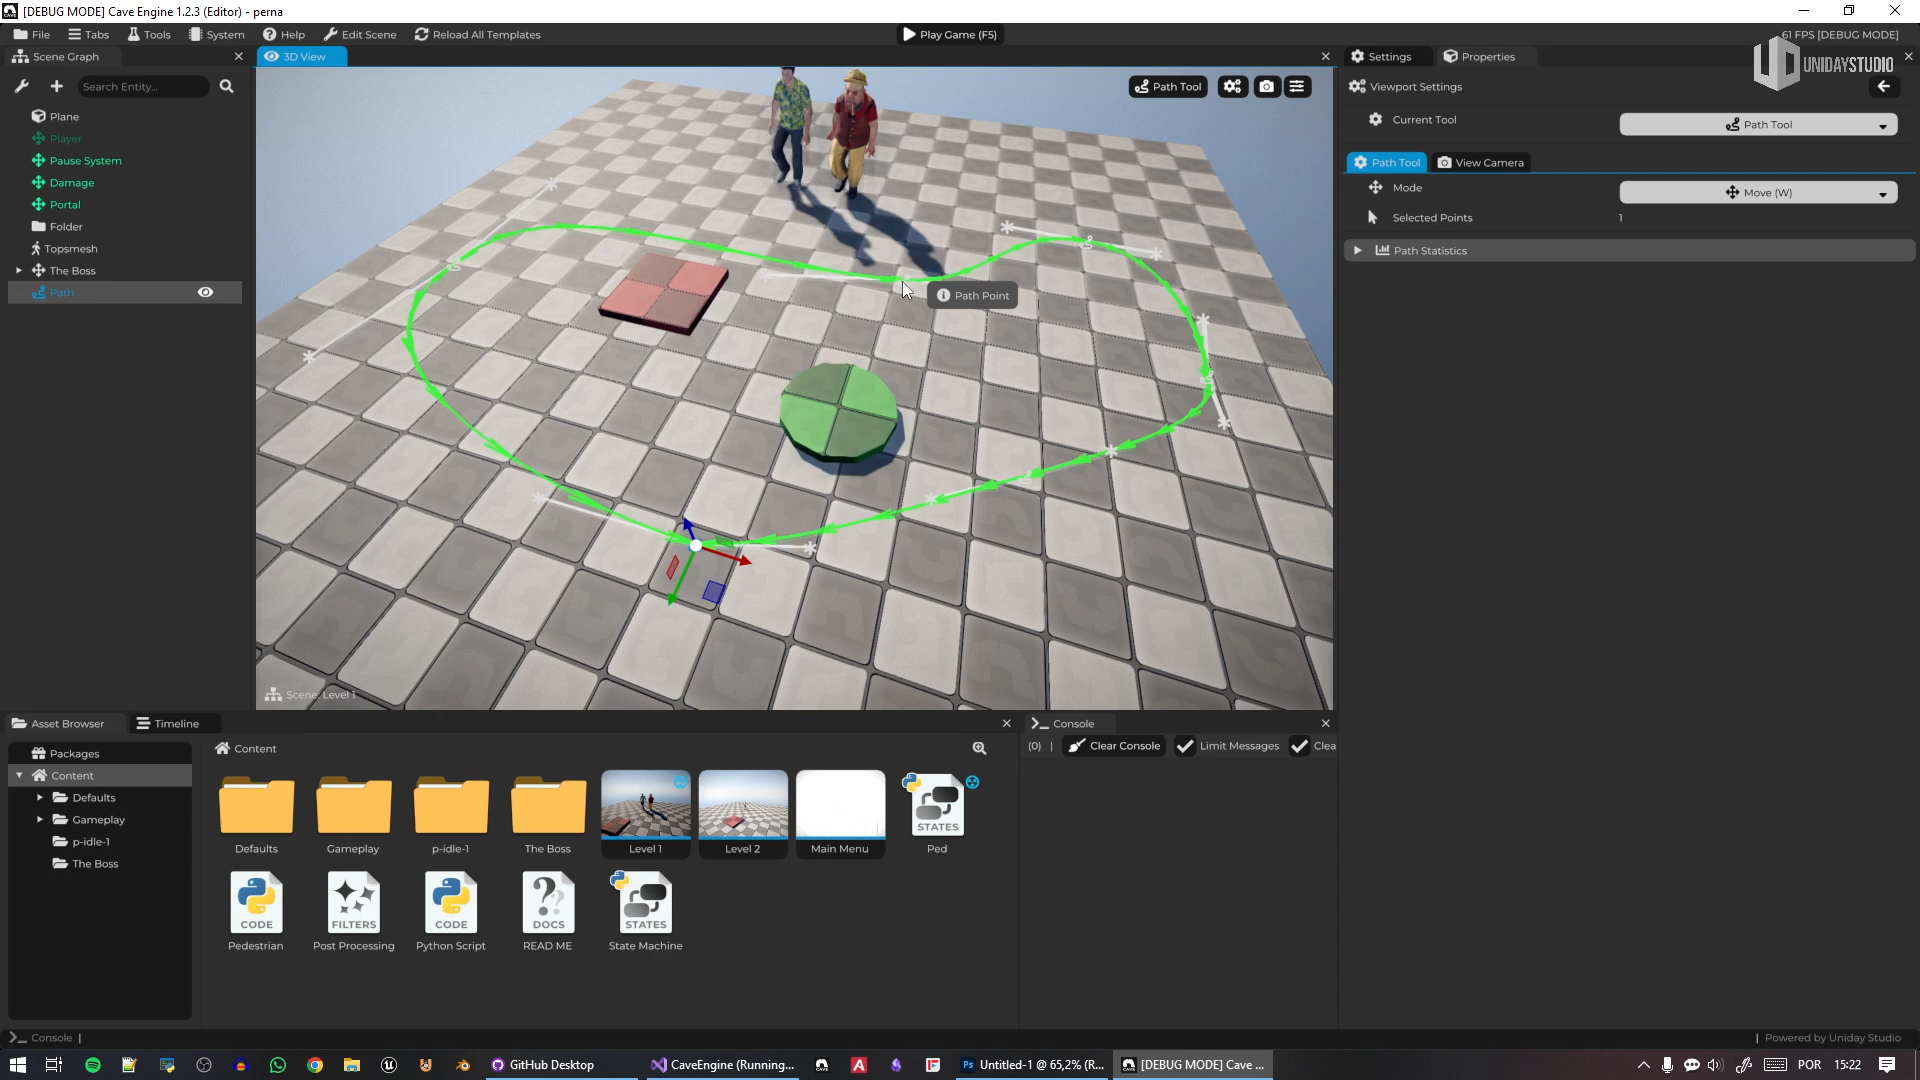 [DEBUG MODE] Cave Engine 1.2.3 (Editor) - perna
File
Tabs
Tools
System
Help
Edit Scene
Reload All Templates
Play Game (F5)
61 FPS [DEBUG MODE]
UNIDAYSTUDIO
Scene Graph
3D View
Settings
Properties
Search Entity...
Path Tool
Viewport Settings
Plane
Player
Pause System
Damage
Portal
Folder
Topsmesh
The Boss
Path
Current Tool
Path Tool
Path Tool
View Camera
Mode
Move (W)
Selected Points
1
Path Statistics
Path Point
Scene: Level 1
Asset Browser
Timeline
Console
Packages
Content
Defaults
Gameplay
p-idle-1
The Boss
Content
(0) |
Clear Console
Limit Messages
Clea
Defaults
Gameplay
p-idle-1
The Boss
Level 1
Level 2
Main Menu
STATES
Ped
CODE
Pedestrian
FILTERS
Post Processing
CODE
Python Script
DOCS
READ ME
STATES
State Machine
Console |
| Powered by Uniday Studio
GitHub Desktop
CaveEngine (Running...
Ps
Untitled-1 @ 65,2% (R...
[DEBUG MODE] Cave ...
POR
15:22